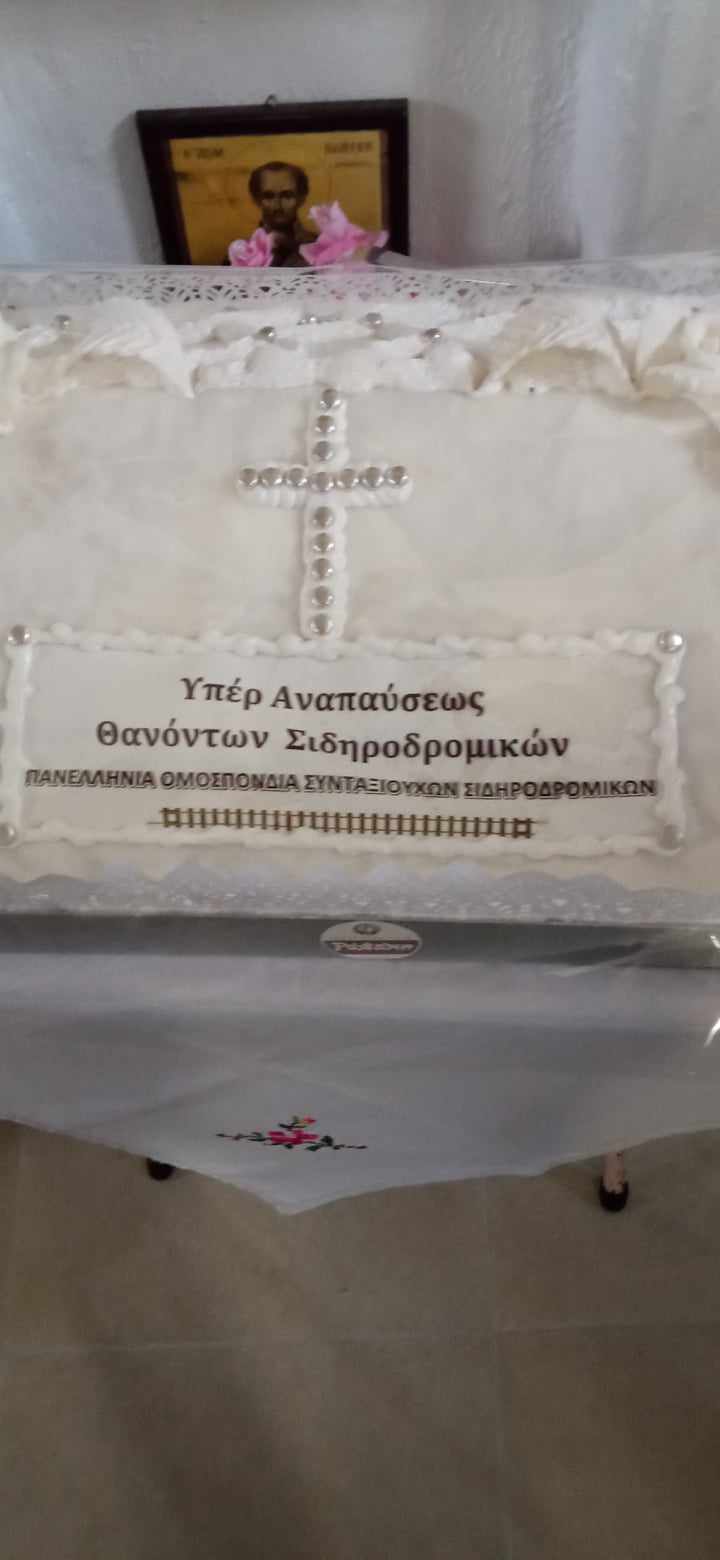 Υπέρ Αναπαύσεως
Θανόντων Σιδηροδρομικών
ΠΑΝΕΛΛΗΝΙΑ ΟΜΟΣΠΟΝΔΙΑ ΣΥΝΤΑΞΙΟΥΧΩΝ ΣΙΔΗΡΟΔΡΟΜΙΚΩΝ